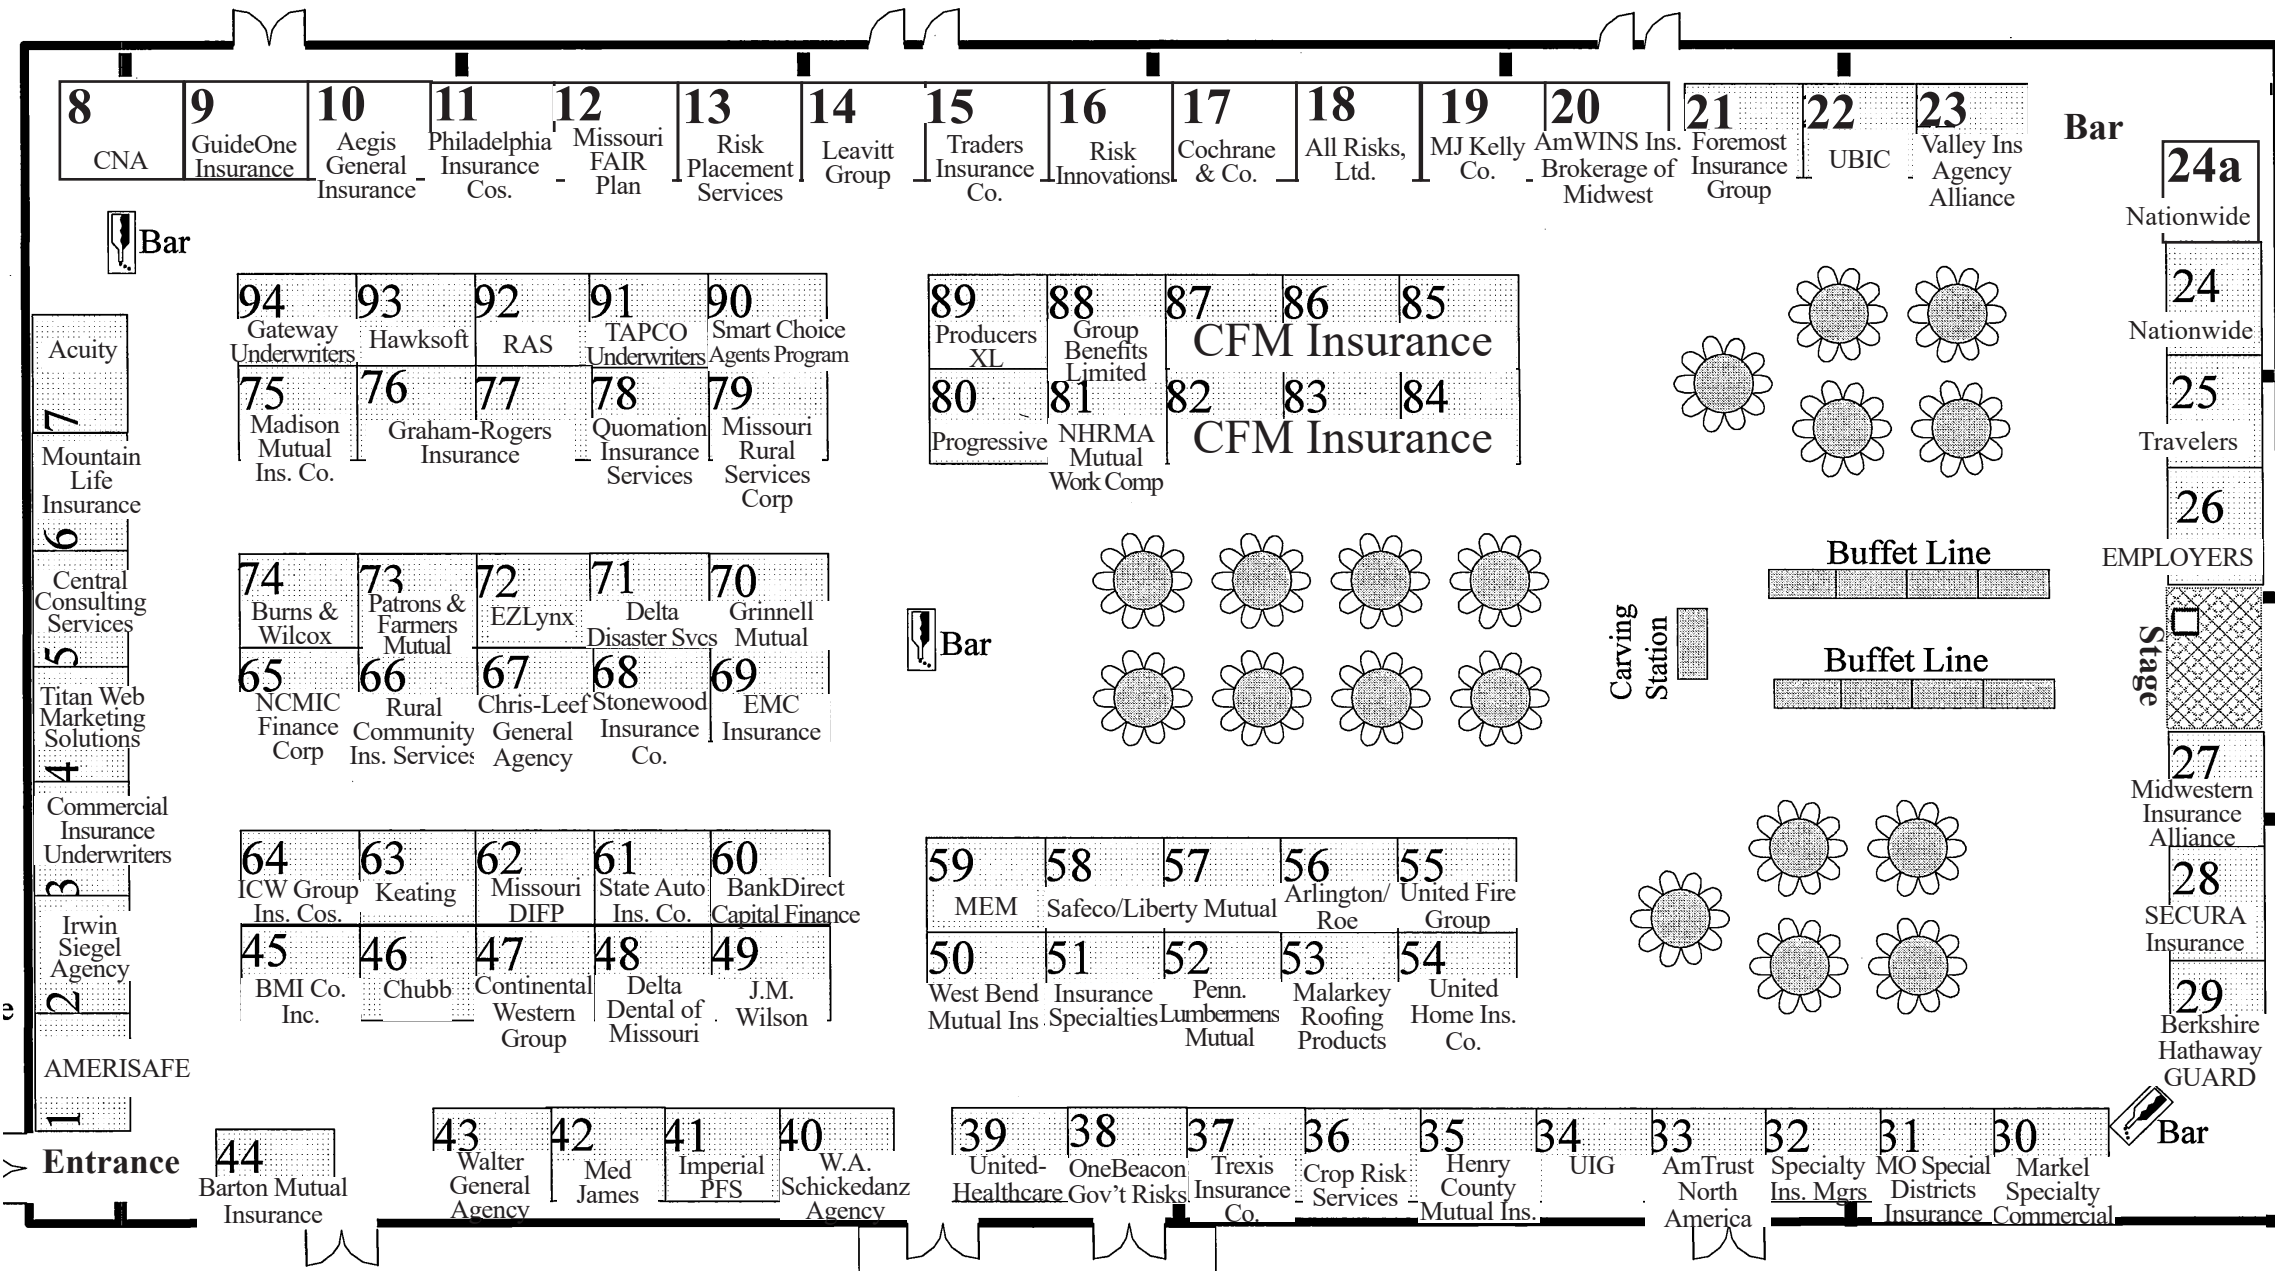 8
CNA
9
GuideOne
Insurance
10
Aegis
General
Insurance
11
Philadelphia
Insurance
Cos.
12
Missouri
FAIR
Plan
13
Risk
Placement
Services
14
Leavitt
Group
15
Traders
Insurance
Co.
16
Risk
Innovations
17
Cochrane
& Co.
18
All Risks,
Ltd.
19
MJ Kelly
Co.
20
AmWINS Ins.
Brokerage of
Midwest
21
Foremost
Insurance
Group
22
UBIC
23
Valley Ins
Agency
Alliance
Bar
24a
Nationwide
Bar
94
Gateway
Underwriters
93
Hawksoft
92
RAS
91
TAPCO
Underwriters
90
Smart Choice
Agents Program
89
Producers
XL
88
Group
Benefits
Limited
87
86
85
CFM Insurance
24
Nationwide
Acuity
7
75
Madison
Mutual
Ins. Co.
76
77
Graham-Rogers
Insurance
78
Quomation
Insurance
Services
79
Missouri
Rural
Services
Corp
80
Progressive
81
NHRMA
Mutual
Work Comp
82
83
84
CFM Insurance
25
Travelers
Mountain
Life
Insurance
6
26
EMPLOYERS
Central
Consulting
Services
5
74
Burns &
Wilcox
73
Patrons &
Farmers
Mutual
72
EZLynx
71
Delta
Disaster Svcs
70
Grinnell
Mutual
Bar
Carving
Station
Buffet Line
Buffet Line
Stage
Titan Web
Marketing
Solutions
4
65
NCMIC
Finance
Corp
66
Rural
Community
Ins. Services
67
Chris-Leef
General
Agency
68
Stonewood
Insurance
Co.
69
EMC
Insurance
27
Midwestern
Insurance
Alliance
Commercial
Insurance
Underwriters
3
64
ICW Group
Ins. Cos.
63
Keating
62
Missouri
DIFP
61
State Auto
Ins. Co.
60
BankDirect
Capital Finance
59
MEM
58
57
Safeco/Liberty Mutual
56
Arlington/
Roe
55
United Fire
Group
28
SECURA
Insurance
Irwin
Siegel
Agency
2
45
BMI Co.
Inc.
46
Chubb
47
Continental
Western
Group
48
Delta
Dental of
Missouri
49
J.M.
Wilson
50
West Bend
Mutual Ins
51
Insurance
Specialties
52
Penn.
Lumbermens
Mutual
53
Malarkey
Roofing
Products
54
United
Home Ins.
Co.
29
Berkshire
Hathaway
GUARD
e
AMERISAFE
1
Entrance
44
Barton Mutual
Insurance
43
Walter
General
Agency
42
Med
James
41
Imperial
PFS
40
W.A.
Schickedanz
Agency
39
United-
Healthcare
38
OneBeacon
Gov't Risks
37
Trexis
Insurance
Co.
36
Crop Risk
Services
35
Henry
County
Mutual Ins.
34
UIG
33
AmTrust
North
America
32
Specialty
Ins. Mgrs
31
MO Special
Districts
Insurance
30
Markel
Specialty
Commercial
Bar